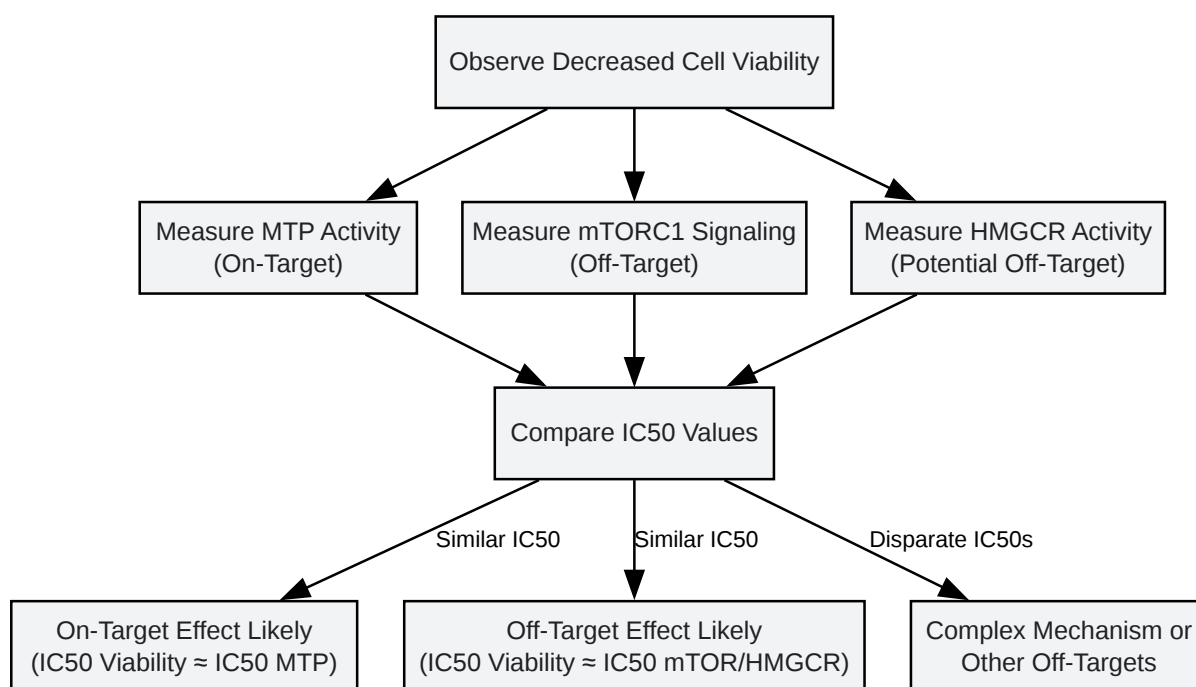 Observe Decreased Cell Viability
Measure MTP Activity
(On-Target)
Measure mTORC1 Signaling
(Off-Target)
Measure HMGCR Activity
(Potential Off-Target)
Compare IC50 Values
Similar IC50
Similar IC50
Disparate IC50s
On-Target Effect Likely
(IC50 Viability ≈ IC50 MTP)
Off-Target Effect Likely
(IC50 Viability ≈ IC50 mTOR/HMGCR)
Complex Mechanism or
Other Off-Targets